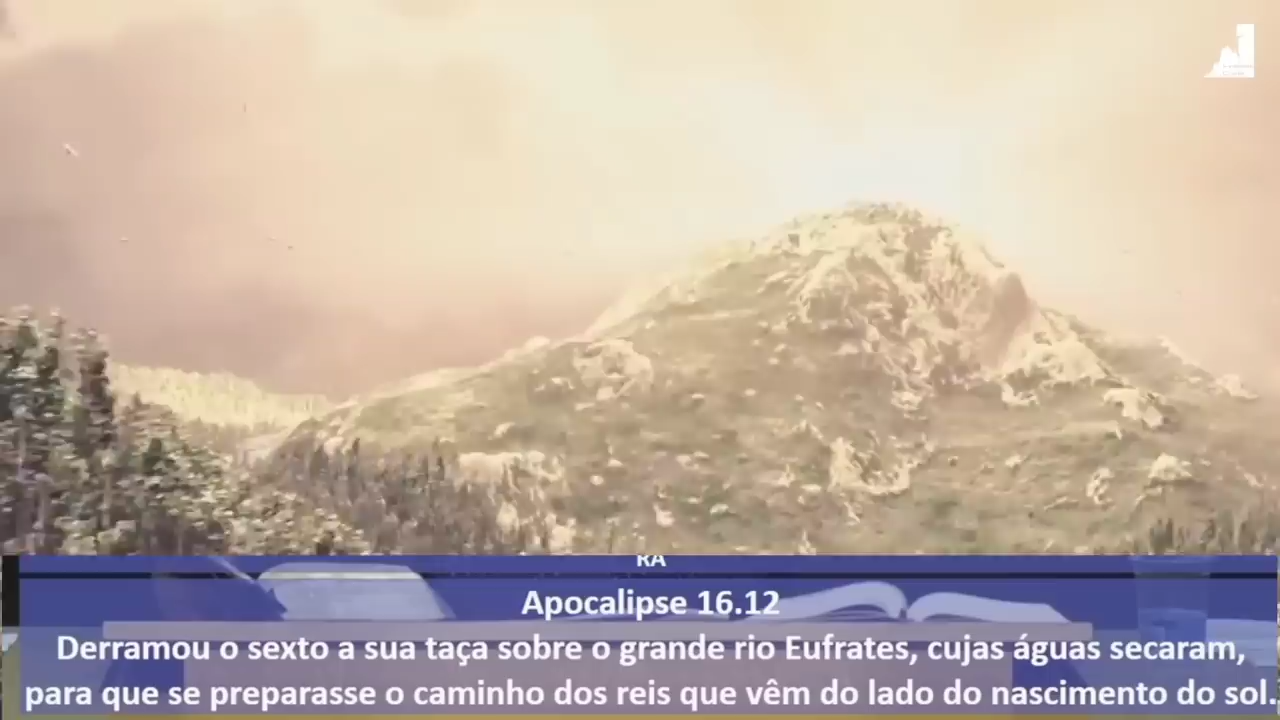 RA
Apocalipse 16.12
Derramou o sexto a sua taça sobre o grande rio Eufrates, cujas águas secaram,
para que se preparasse o caminho dos reis que vêm do lado do nascimento do sol.